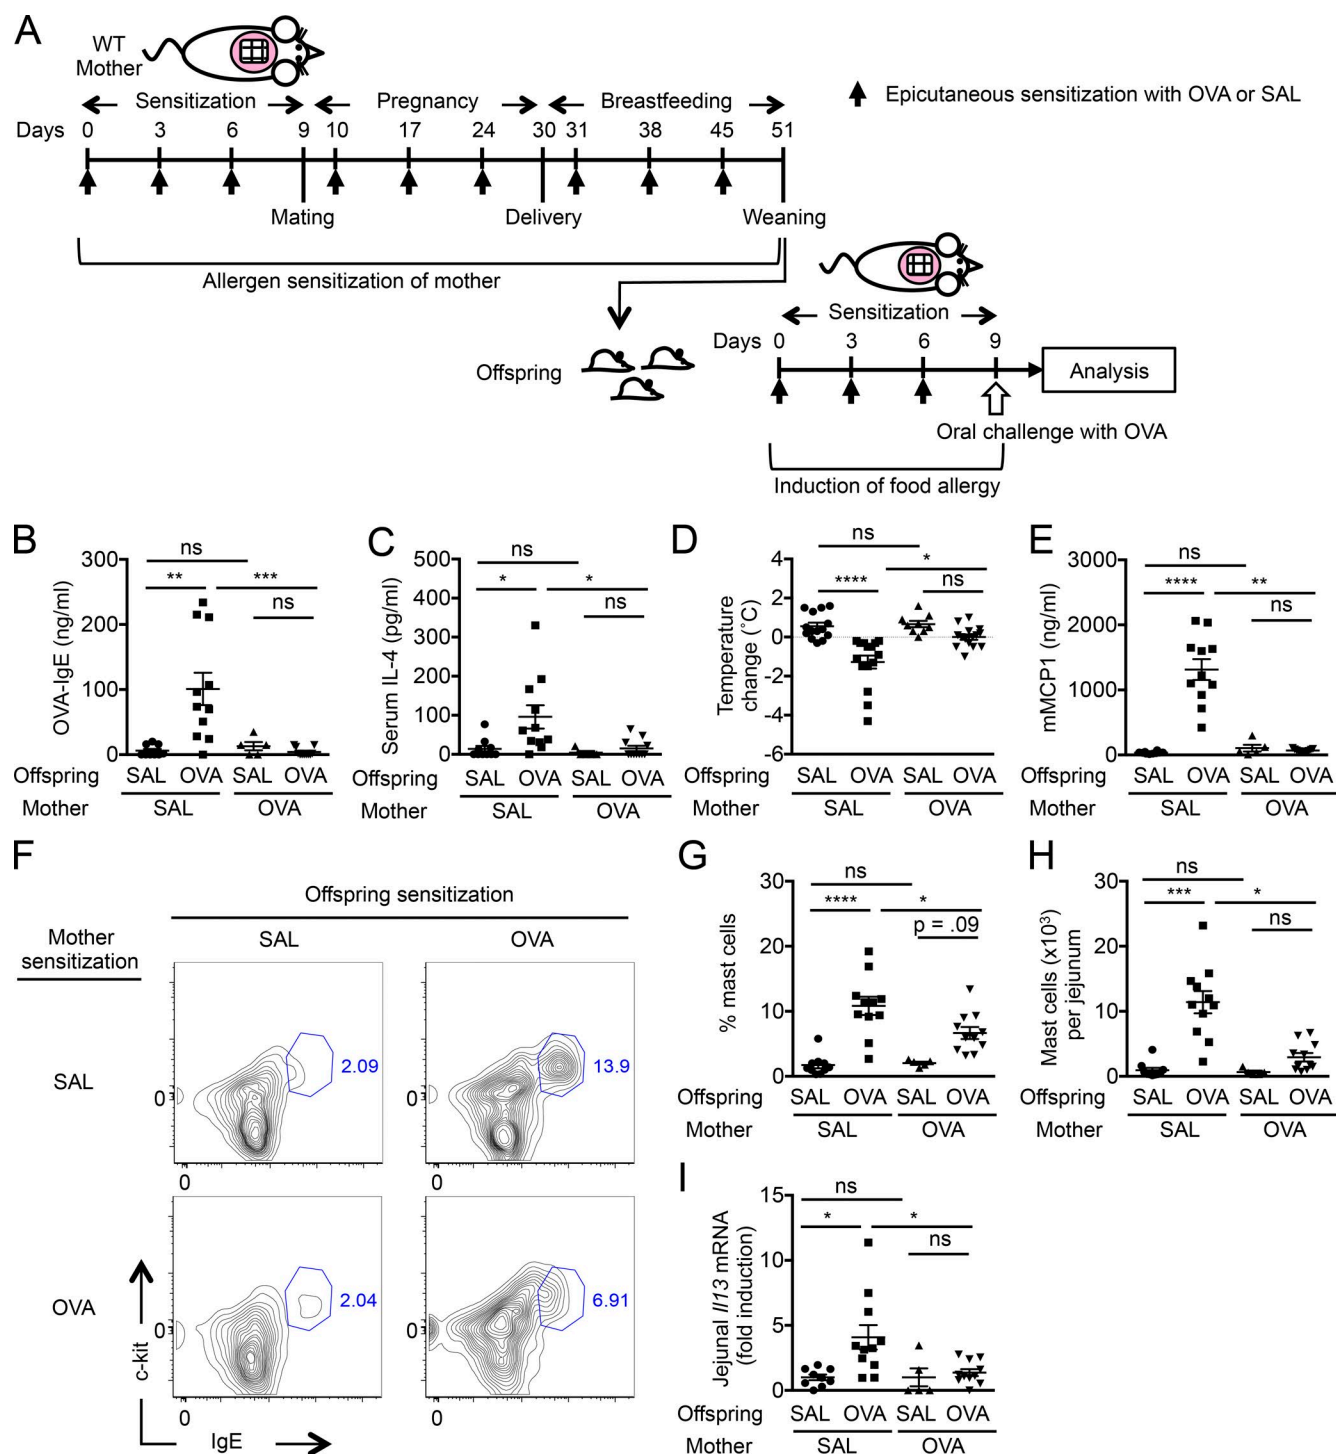 A
WT
Mother
Sensitization Pregnancy Breastfeeding
Epicutaneous sensitization with OVA or SAL
Days 0 3 6 9 10 17 24 30 31 38 45 51
Mating Delivery Weaning
Allergen sensitization of mother
Sensitization
Days 0 3 6 9
Offspring
Analysis
Oral challenge with OVA
Induction of food allergy
B
OVA-IgE (ng/ml)
300
200
100
0
ns
** ***
ns
Offspring SAL OVA SAL OVA
Mother SAL OVA
C
Serum IL-4 (pg/ml)
500
400
300
200
100
0
ns
* *
ns
Offspring SAL OVA SAL OVA
Mother SAL OVA
D
Temperature
change (˚C)
4
2
0
-2
-4
-6
ns
*
**** ns
Offspring SAL OVA SAL OVA
Mother SAL OVA
E
mMCP1 (ng/ml)
3000
2000
1000
0
ns
**** **
ns
Offspring SAL OVA SAL OVA
Mother SAL OVA
F
Offspring sensitization
Mother
sensitization
SAL OVA
SAL
2.09
13.9
0
0
0
0
OVA
2.04
6.91
0
0
0
0
c-kit
IgE
G
% mast cells
30
20
10
0
ns
**** *
p = .09
Offspring SAL OVA SAL OVA
Mother SAL OVA
H
Mast cells (x10³)
per jejunum
30
20
10
0
ns
*** *
ns
Offspring SAL OVA SAL OVA
Mother SAL OVA
I
Jejunal Il13 mRNA
(fold induction)
15
10
5
0
ns
* *
ns
Offspring SAL OVA SAL OVA
Mother SAL OVA